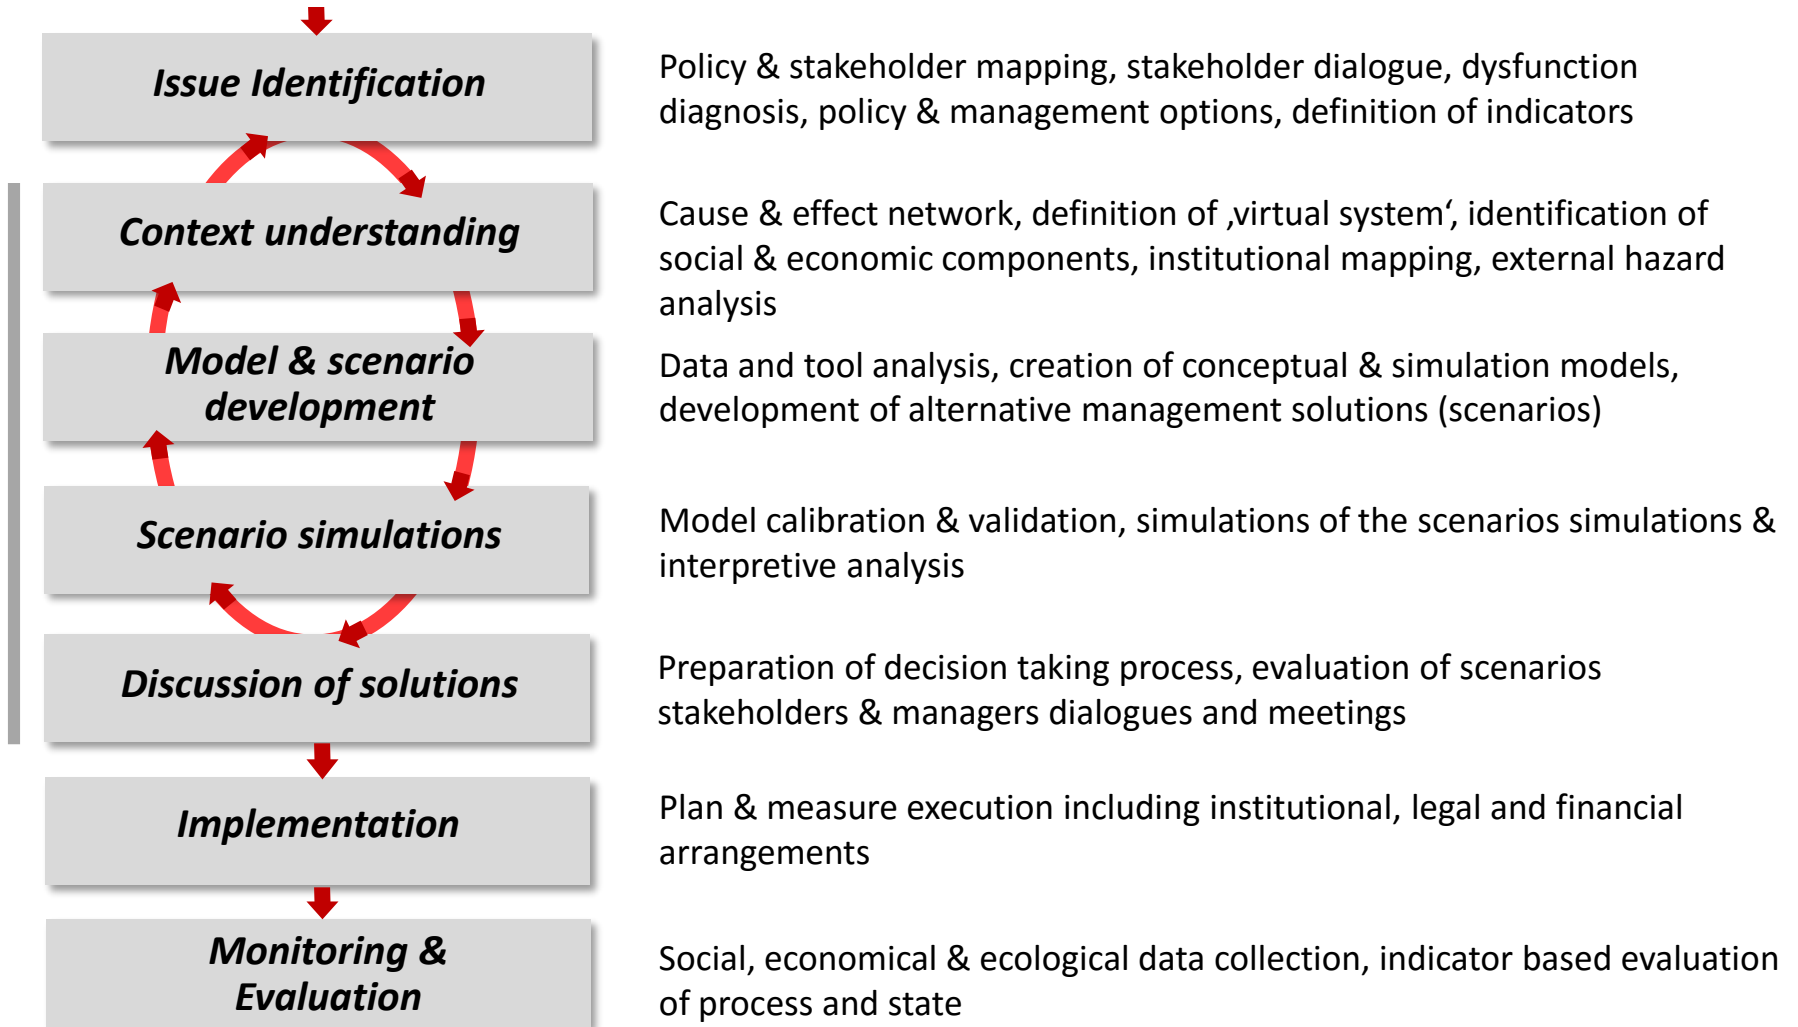 Issue Identification
Policy & stakeholder mapping, stakeholder dialogue, dysfunction
diagnosis, policy & management options, definition of indicators
Context understanding
Cause & effect network, definition of ‚virtual system‘, identification of
social & economic components, institutional mapping, external hazard
analysis
Model & scenario
development
Data and tool analysis, creation of conceptual & simulation models,
development of alternative management solutions (scenarios)
Scenario simulations
Model calibration & validation, simulations of the scenarios simulations &
interpretive analysis
Discussion of solutions
Preparation of decision taking process, evaluation of scenarios
stakeholders & managers dialogues and meetings
Implementation
Plan & measure execution including institutional, legal and financial
arrangements
Monitoring &
Evaluation
Social, economical & ecological data collection, indicator based evaluation
of process and state